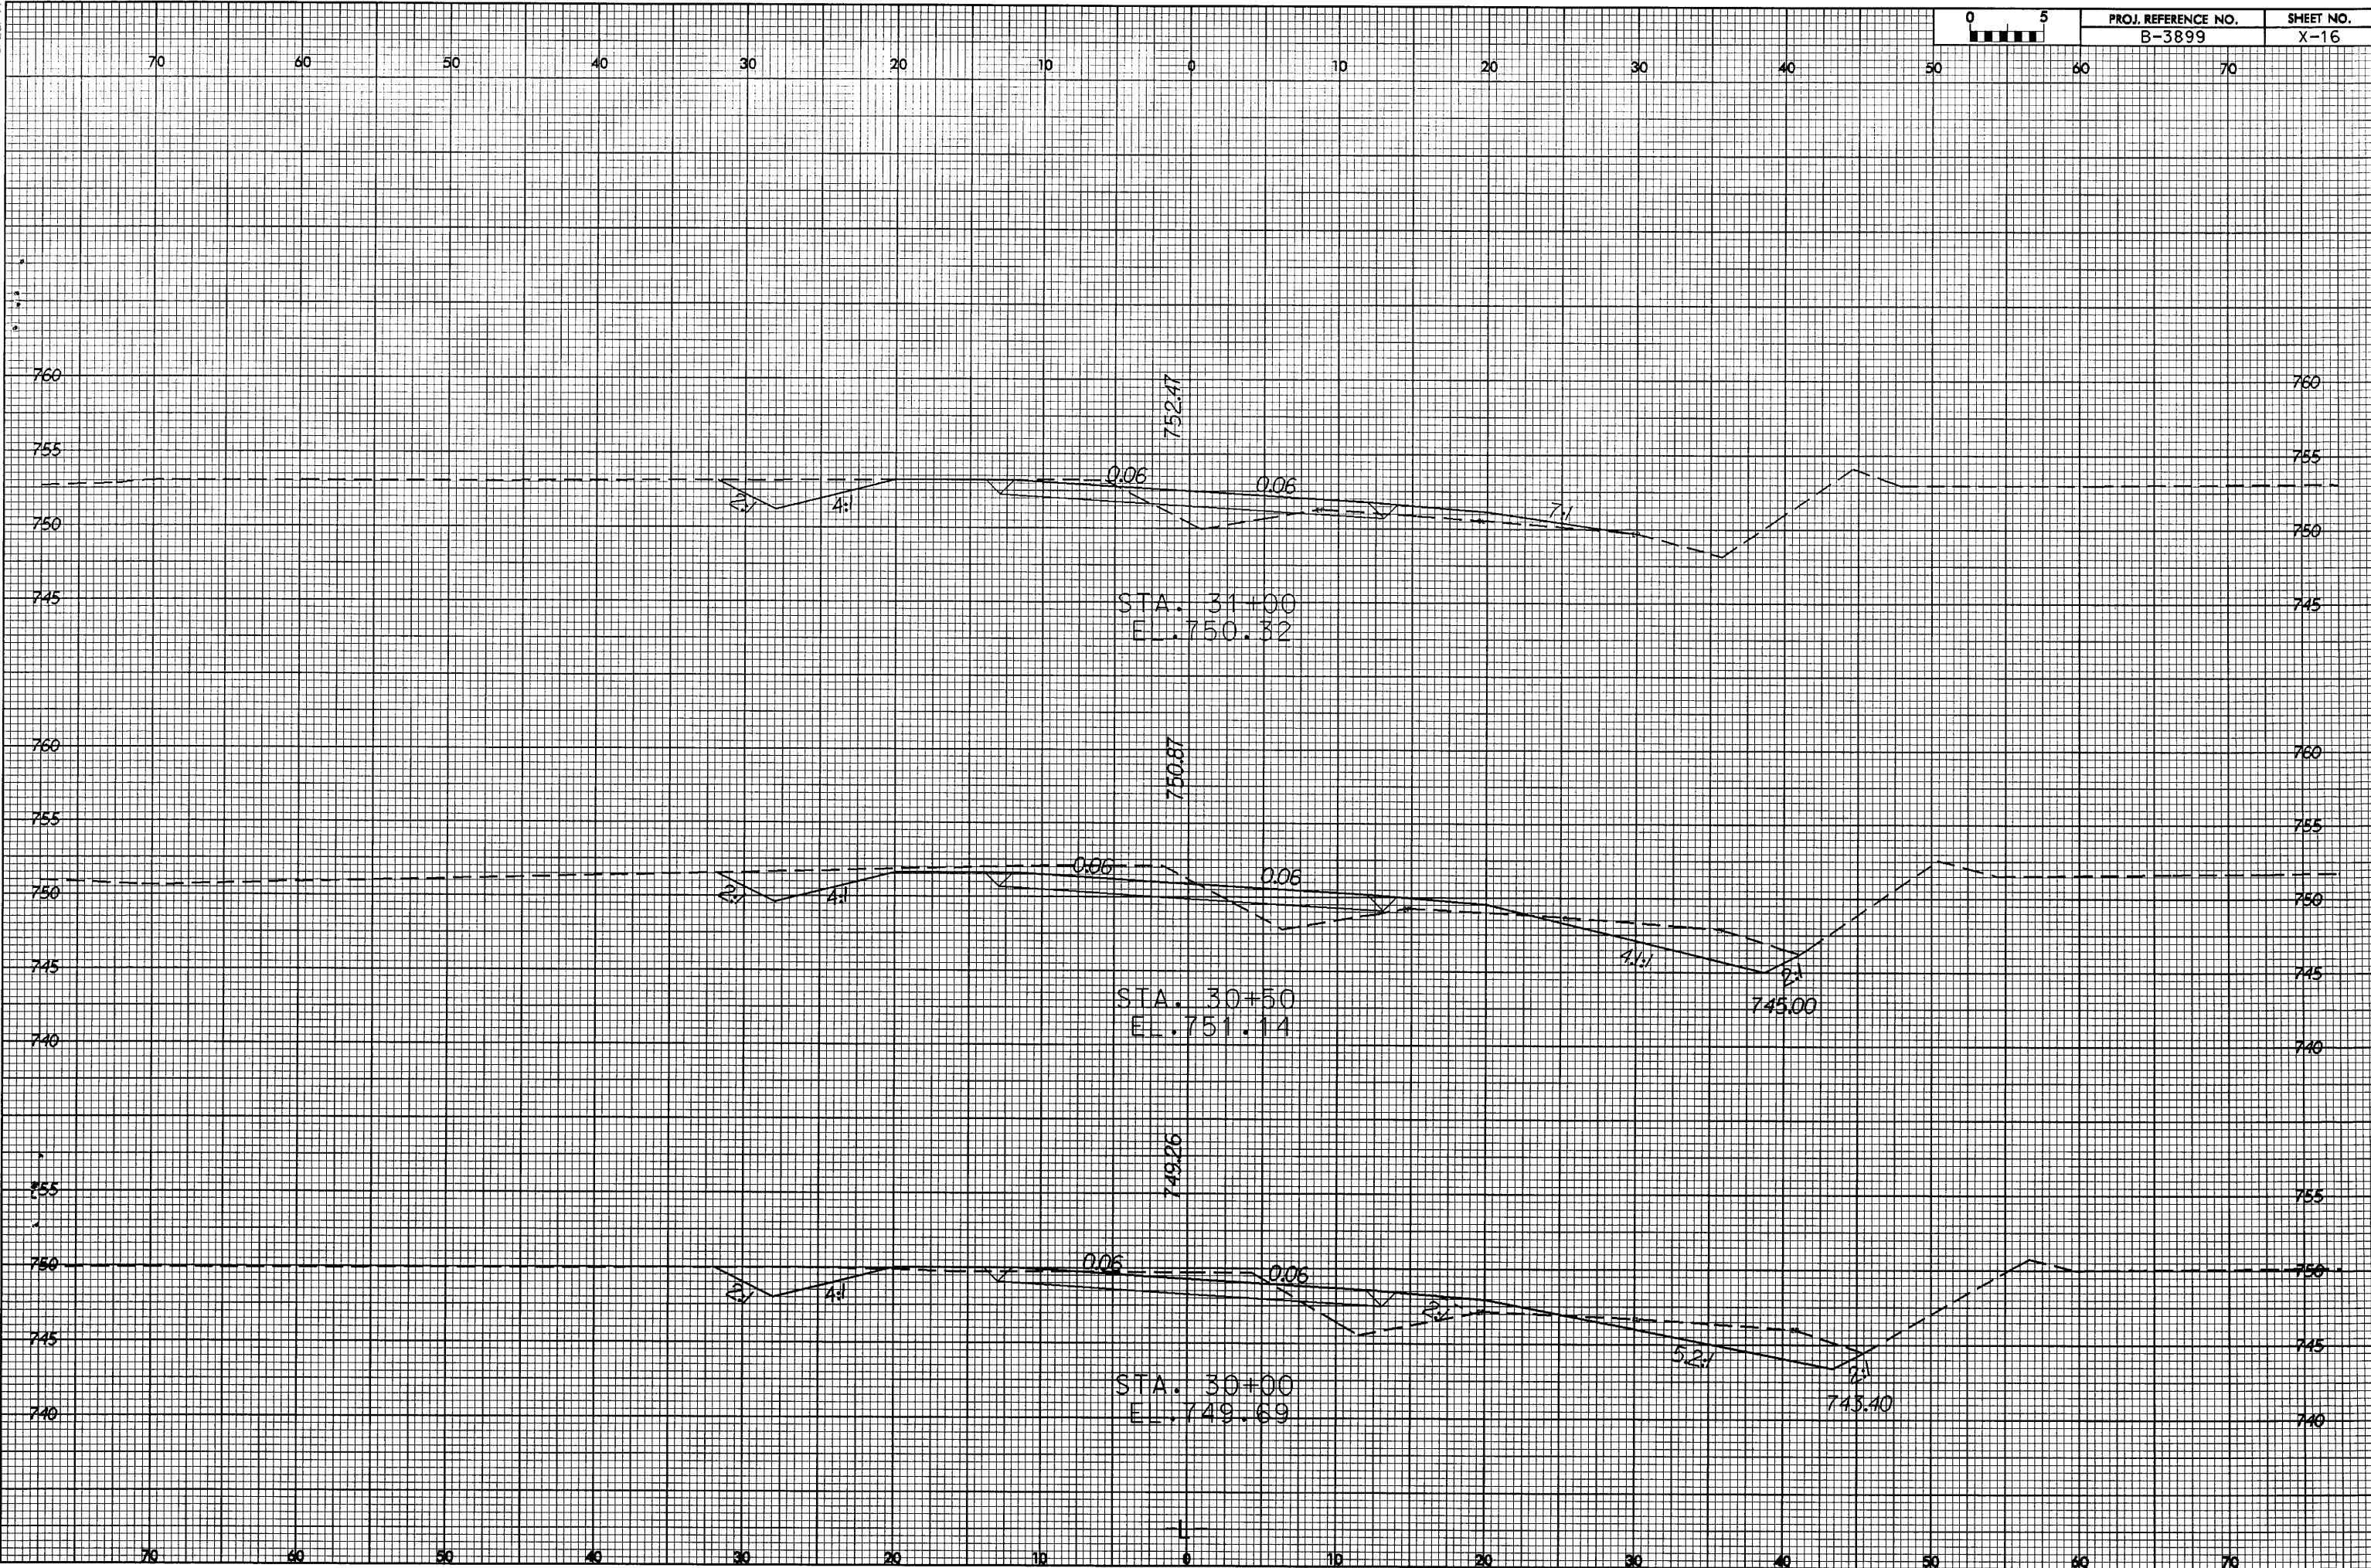 0 5
PROJ. REFERENCE NO. SHEET NO.
B-3899 X-16
70 60 50 40 30 20 10 0 10 20 30 40 50 60 70
760 752.47 760
755 755
0.06 0.06
2:1 4:1 7:1
750 750
745 STA. 31+00 745
EL. 750.32
760 750.87 760
755 755
0.06 0.06
750 2:1 4:1 750
4.1:1 2:1
745 745
STA. 30+50 745.00
EL. 751.14
740 740
749.26
755 755
750 0.06 0.06 750
2:1 4:1 2:1
745 5.2:1 745
2:1
STA. 30+00
EL. 749.69 743.40
740 740
-L-
70 60 50 40 30 20 10 0 10 20 30 40 50 60 70